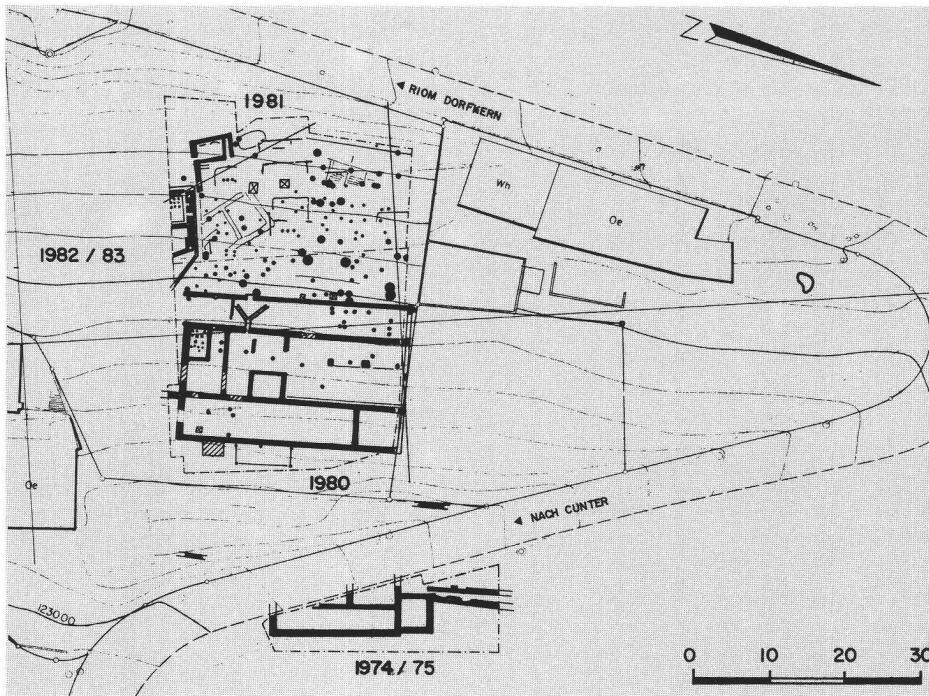 1981
◄ RIOM DORFKERN
Wh
Oe
1982 / 83
1980
Oe
◄ NACH CUNTER
1230.00
1974 / 75
0 10 20 30